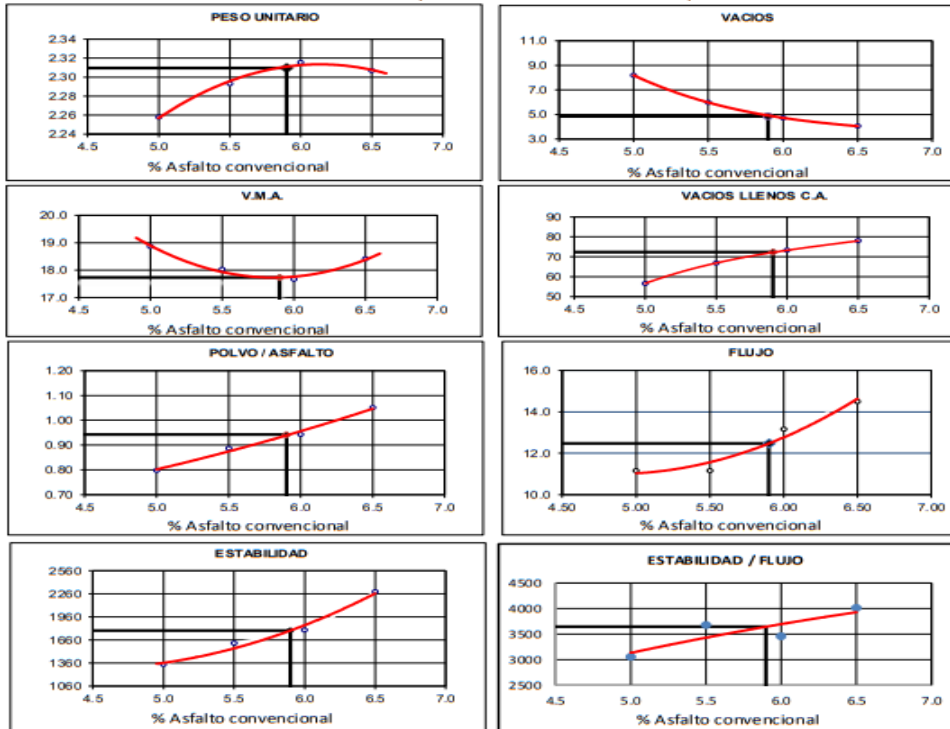 PESO UNITARIO
2.34
2.32
2.30
2.28
2.26
2.24
4.5 5.0 5.5 6.0 6.5 7.0
% Asfalto convencional
VACIOS
11.0
9.0
7.0
5.0
3.0
4.5 5.0 5.5 6.0 6.5 7.0
% Asfalto convencional
V.M.A.
20.0
19.0
18.0
17.0
4.5 5.0 5.5 6.0 6.5 7.0
% Asfalto convencional
VACIOS LLENOS C.A.
90
80
70
60
50
4.5 5.0 5.5 6.0 6.5 7.0
% Asfalto convencional
POLVO / ASFALTO
1.20
1.10
1.00
0.90
0.80
0.70
4.5 5.0 5.5 6.0 6.5 7.0
% Asfalto convencional
FLUJO
16.0
14.0
12.0
10.0
4.50 5.00 5.50 6.00 6.50 7.00
% Asfalto convencional
ESTABILIDAD
2560
2260
1960
1660
1360
1060
4.5 5.0 5.5 6.0 6.5 7.0
% Asfalto convencional
ESTABILIDAD / FLUJO
4500
4000
3500
3000
2500
4.5 5.0 5.5 6.0 6.5 7.0
% Asfalto convencional